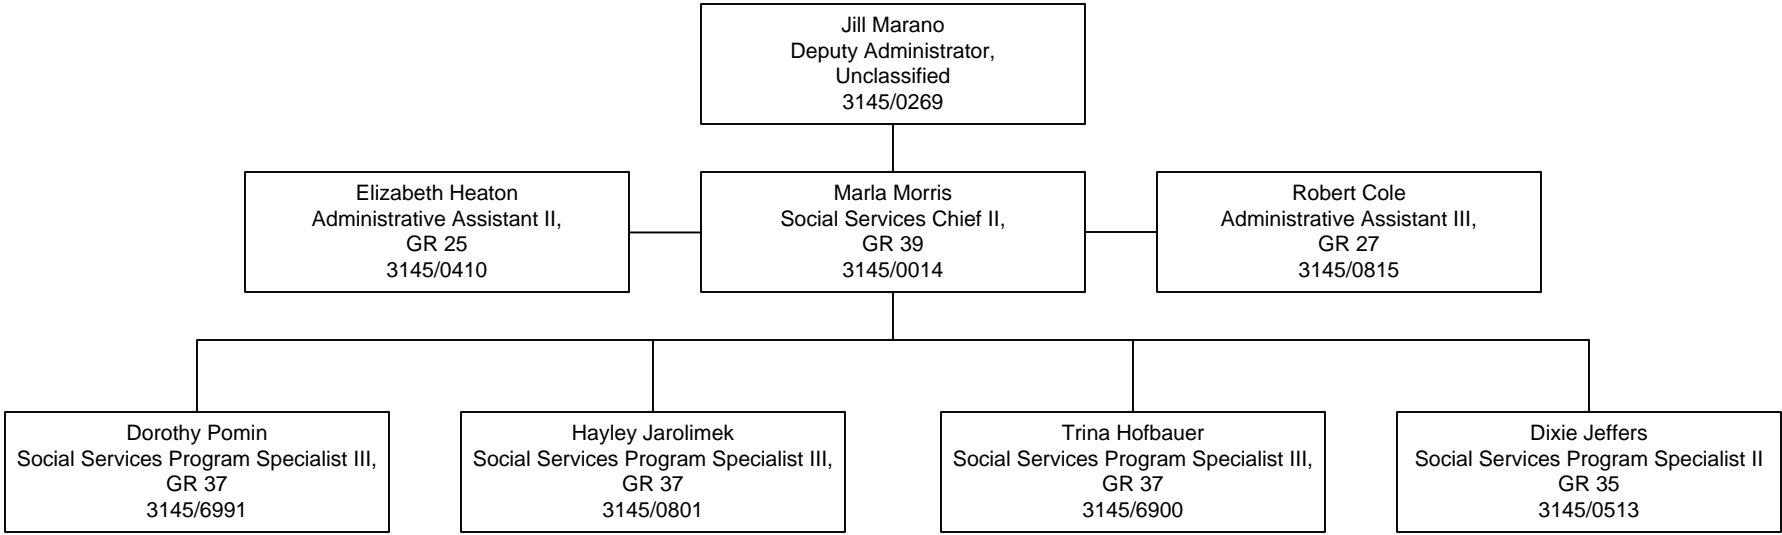 Jill Marano
Deputy Administrator,
Unclassified
3145/0269
Elizabeth Heaton
Administrative Assistant II,
GR 25
3145/0410
Marla Morris
Social Services Chief II,
GR 39
3145/0014
Robert Cole
Administrative Assistant III,
GR 27
3145/0815
Dorothy Pomin
Social Services Program Specialist III,
GR 37
3145/6991
Hayley Jarolimek
Social Services Program Specialist III,
GR 37
3145/0801
Trina Hofbauer
Social Services Program Specialist III,
GR 37
3145/6900
Dixie Jeffers
Social Services Program Specialist II
GR 35
3145/0513